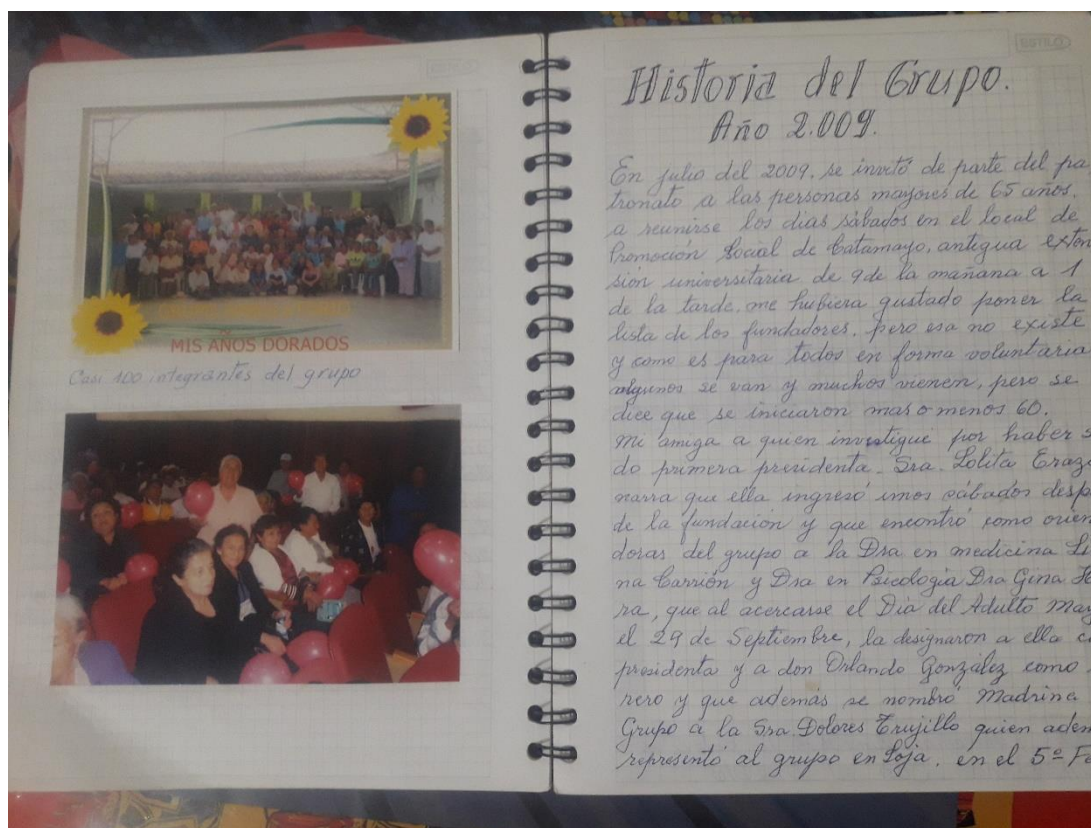 ESTILO
MIS AÑOS DORADOS
Casi 100 integrantes del grupo
ESTILO
Historia del Grupo.
Año 2.009.
En julio del 2009, se invitó de parte del pa
tronato a las personas mayores de 65 años.
a reunirse los dias sábados en el local de
Promoción Social de Catamayo, antigua exten
sión universitaria de 9 de la mañana a 1
de la tarde. me hubiera gustado poner la
lista de los fundadores, pero esa no existe
y como es para todos en forma voluntaria
algunos se van y muchos vienen, pero se
dice que se iniciaron mas o menos 60.
Mi amiga a quien investigué por haber s
do primera presidenta. Sra. Lolita Erazo
narra que ella ingresó unos sábados desp
de la fundación y que encontró como orien
doras del grupo a la Dra en medicina Li
na Carrión y Dra en Psicología Dra Gina
ra, que al acercarse el Dia del Adulto May
el 29 de Septiembre, la designaron a ella c
presidenta y a don Orlando González como
nero y que además se nombró Madrina
Grupo a la Sra. Dolores Trujillo quien adem
representó al grupo en Loja, en el 5º